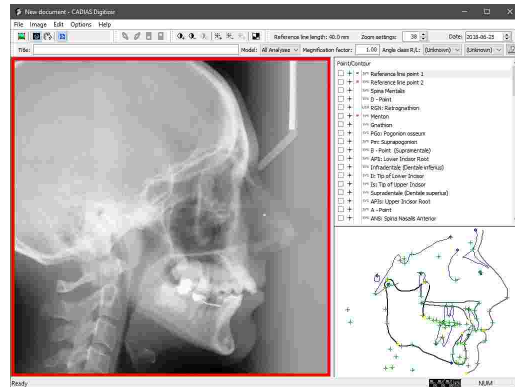 New document - CADIAS Digitizer
File Image Edit Options Help
Reference line length: 40.0 mm Zoom settings: 38 Date: 2018-06-25
Title: Model: All Analyses Magnification factor: 1.00 Angle class R/L: (Unknown) (Unknown)
Point/Contour
Reference line point 1
Reference line point 2
Spina Mentalis
D - Point
RGN: Retrognathion
Menton
Gnathion
PGo: Pogonion osseum
Pm: Suprapogonion
B - Point (Supramentale)
API: Lower Incisor Root
Infradentale (Dentale inferius)
Ii: Tip of Lower Incisor
Is: Tip of Upper Incisor
Supradentale (Dentale superius)
APIs: Upper Incisor Root
A - Point
ANS: Spina Nasalis Anterior
Ready NUM